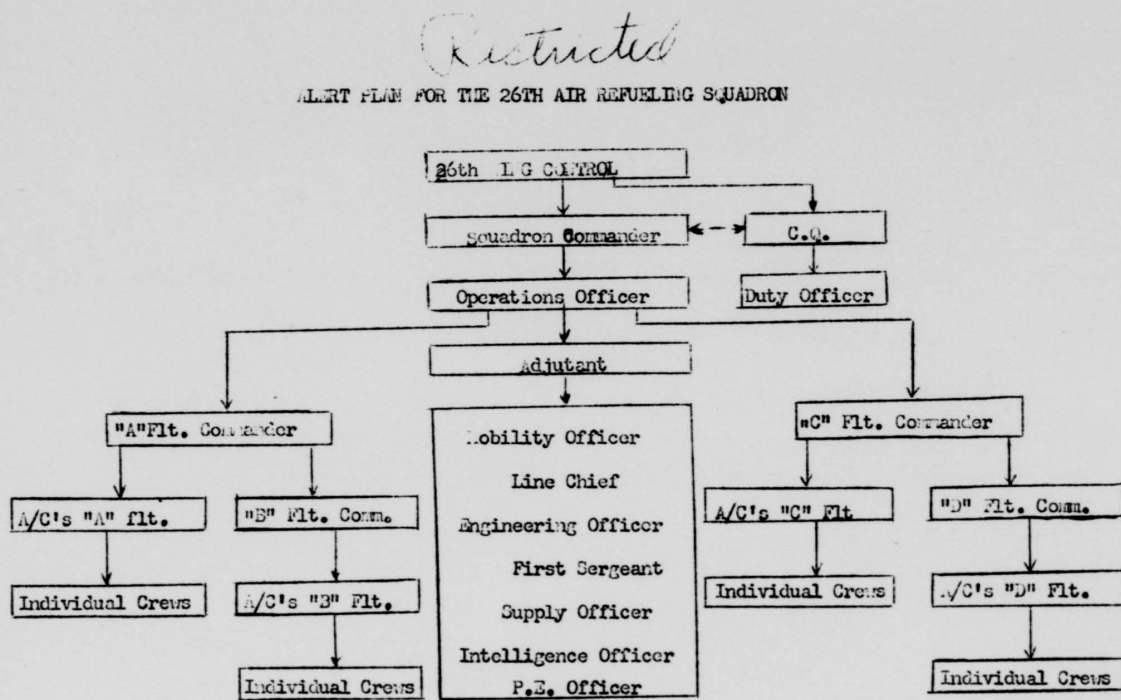 Restricted
ALERT PLAN FOR THE 26TH AIR REFUELING SQUADRON
26th CONTROL
Squadron Commander
C.Q.
Operations Officer
Duty Officer
Adjutant
"A"Flt. Commander
"C" Flt. Commander
Mobility Officer
Line Chief
Engineering Officer
First Sergeant
Supply Officer
Intelligence Officer
P.E. Officer
A/C's "A" flt.
"B" Flt. Comm.
A/C's "C" Flt
"D" Flt. Comm.
Individual Crews
A/C's "B" Flt.
Individual Crews
A/C's "D" Flt.
Individual Crews
Individual Crews